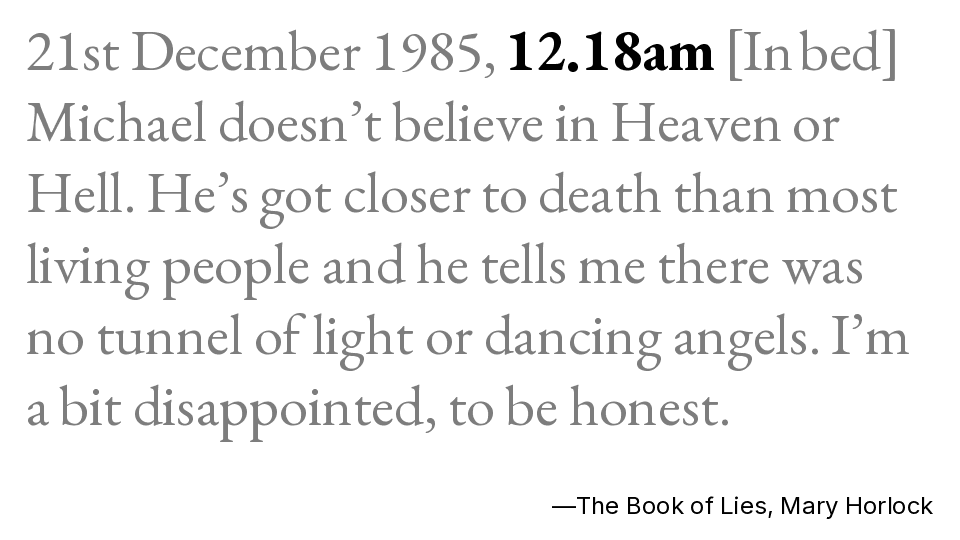 21st December 1985, 12.18am [In bed]
Michael doesn’t believe in Heaven or
Hell. He’s got closer to death than most
living people and he tells me there was
no tunnel of light or dancing angels. I’m
a bit disappointed, to be honest.
—The Book of Lies, Mary Horlock